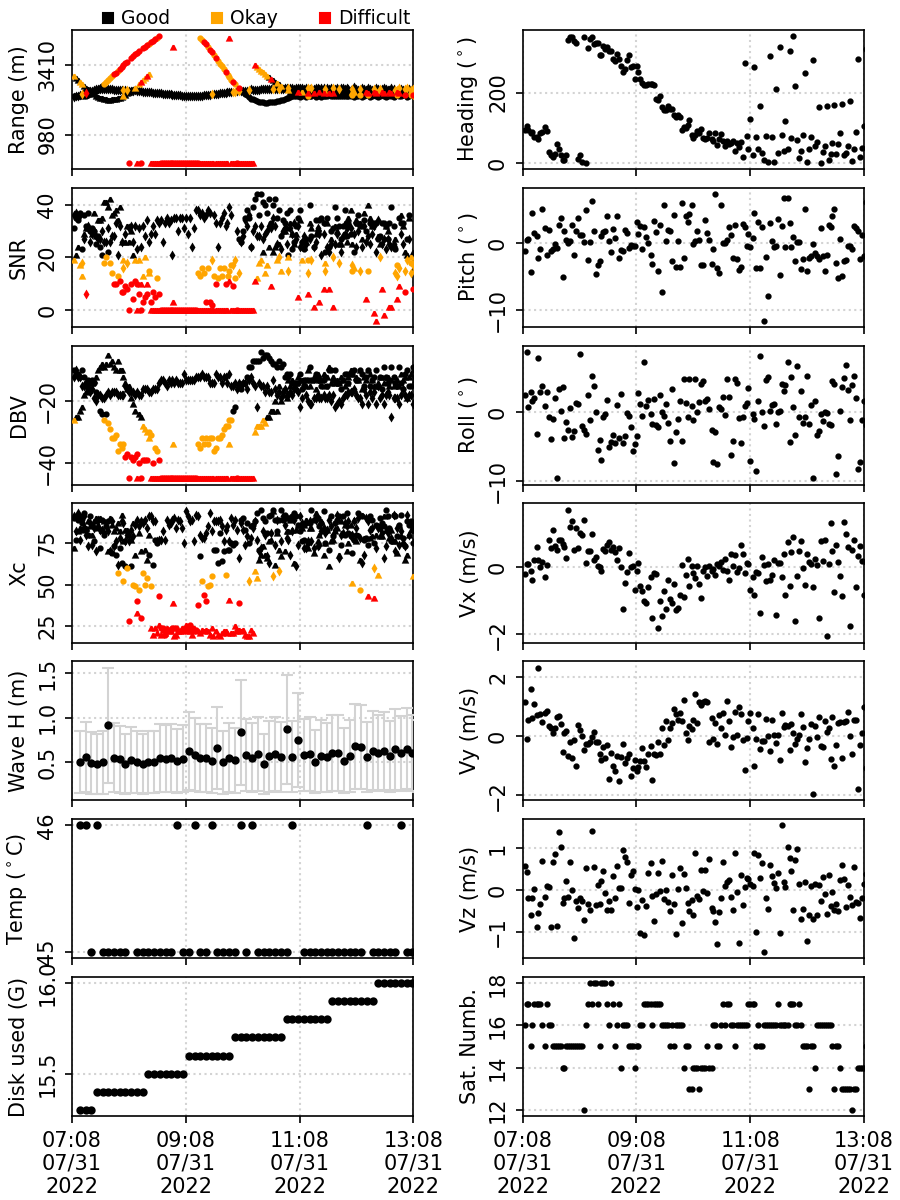 Good Okay Difficult
Range (m) 3410 980
Heading (°) 200 0
SNR 40 20 0
Pitch (°) 0 −10
DBV −20 −40
Roll (°) 0 −10
Xc 75 50 25
Vx (m/s) 0 −2
Wave H (m) 1.5 1.0 0.5
Vy (m/s) 2 0 −2
Temp (°C) 46 45
Vz (m/s) 1 0 −1
Disk used (G) 16.0 15.5
Sat. Numb. 18 16 14 12
07:08 09:08 11:08 13:08 07:08 09:08 11:08 13:08
07/31 07/31 07/31 07/31 07/31 07/31 07/31 07/31
2022 2022 2022 2022 2022 2022 2022 2022